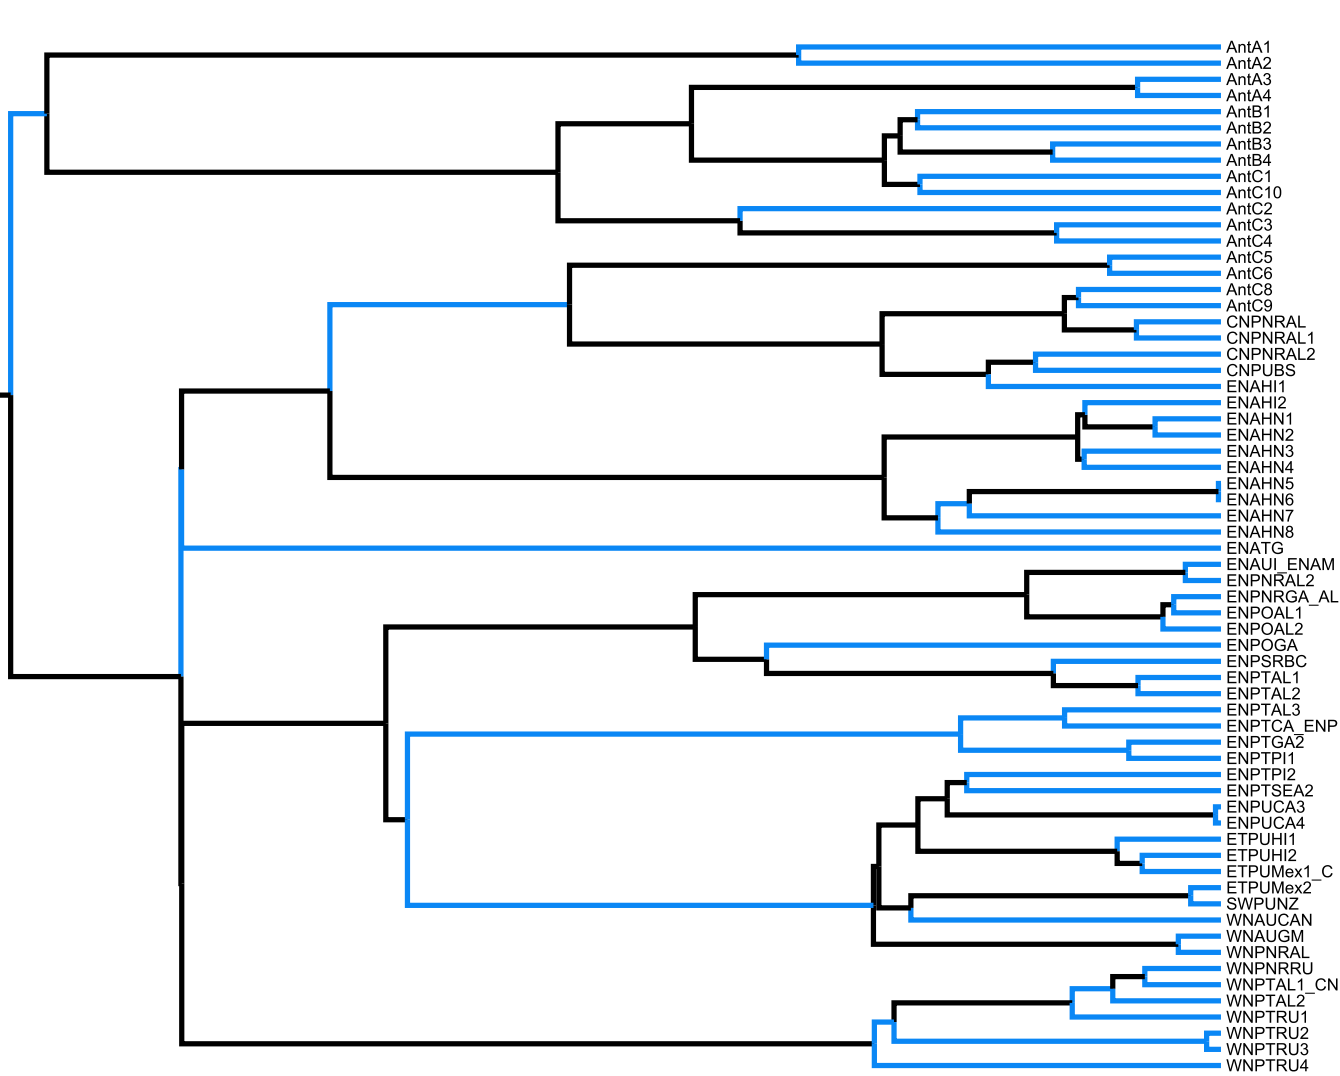 AntA1
AntA2
AntA3
AntA4
AntB1
AntB2
AntB3
AntB4
AntC1
AntC10
AntC2
AntC3
AntC4
AntC5
AntC6
AntC8
AntC9
CNPNRAL
CNPNRAL1
CNPNRAL2
CNPUBS
ENAHI1
ENAHI2
ENAHN1
ENAHN2
ENAHN3
ENAHN4
ENAHN5
ENAHN6
ENAHN7
ENAHN8
ENATG
ENAUI_ENAM
ENPNRAL2
ENPNRGA_AL
ENPOAL1
ENPOAL2
ENPOGA
ENPSRBC
ENPTAL1
ENPTAL2
ENPTAL3
ENPTCA_ENP
ENPTGA2
ENPTPI1
ENPTPI2
ENPTSEA2
ENPUCA3
ENPUCA4
ETPUHI1
ETPUHI2
ETPUMex1_C
ETPUMex2
SWPUNZ
WNAUCAN
WNAUGM
WNPNRAL
WNPNRRU
WNPTAL1_CN
WNPTAL2
WNPTRU1
WNPTRU2
WNPTRU3
WNPTRU4